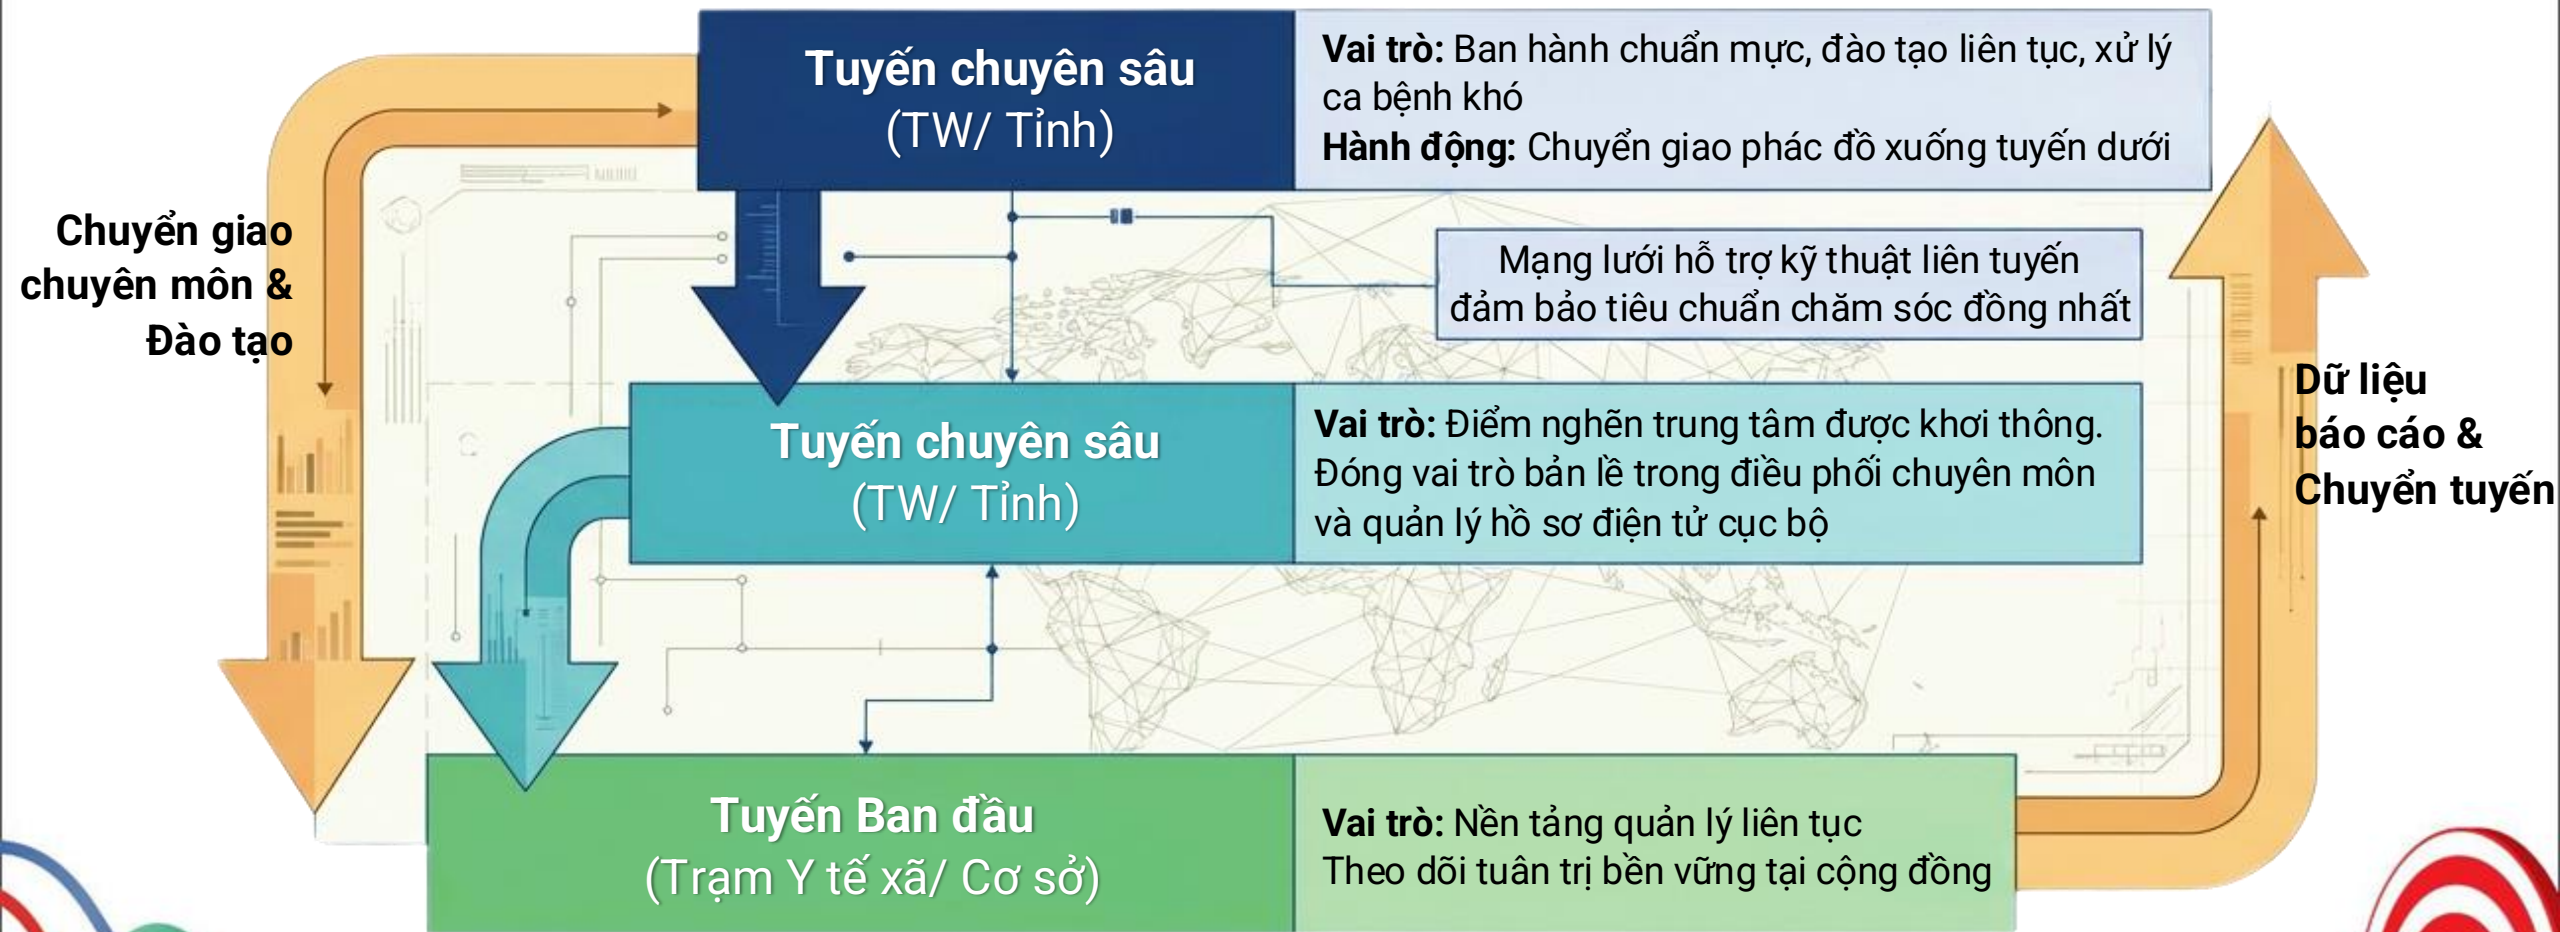 Tuyến chuyên sâu
(TW/ Tỉnh)
Vai trò: Ban hành chuẩn mực, đào tạo liên tục, xử lý
ca bệnh khó
Hành động: Chuyển giao phác đồ xuống tuyến dưới
Chuyển giao
chuyên môn &
Đào tạo
Mạng lưới hỗ trợ kỹ thuật liên tuyến
đảm bảo tiêu chuẩn chăm sóc đồng nhất
Tuyến chuyên sâu
(TW/ Tỉnh)
Vai trò: Điểm nghẽn trung tâm được khơi thông.
Đóng vai trò bản lề trong điều phối chuyên môn
và quản lý hồ sơ điện tử cục bộ
Dữ liệu
báo cáo &
Chuyển tuyến
Tuyến Ban đầu
(Trạm Y tế xã/ Cơ sở)
Vai trò: Nền tảng quản lý liên tục
Theo dõi tuân trị bền vững tại cộng đồng